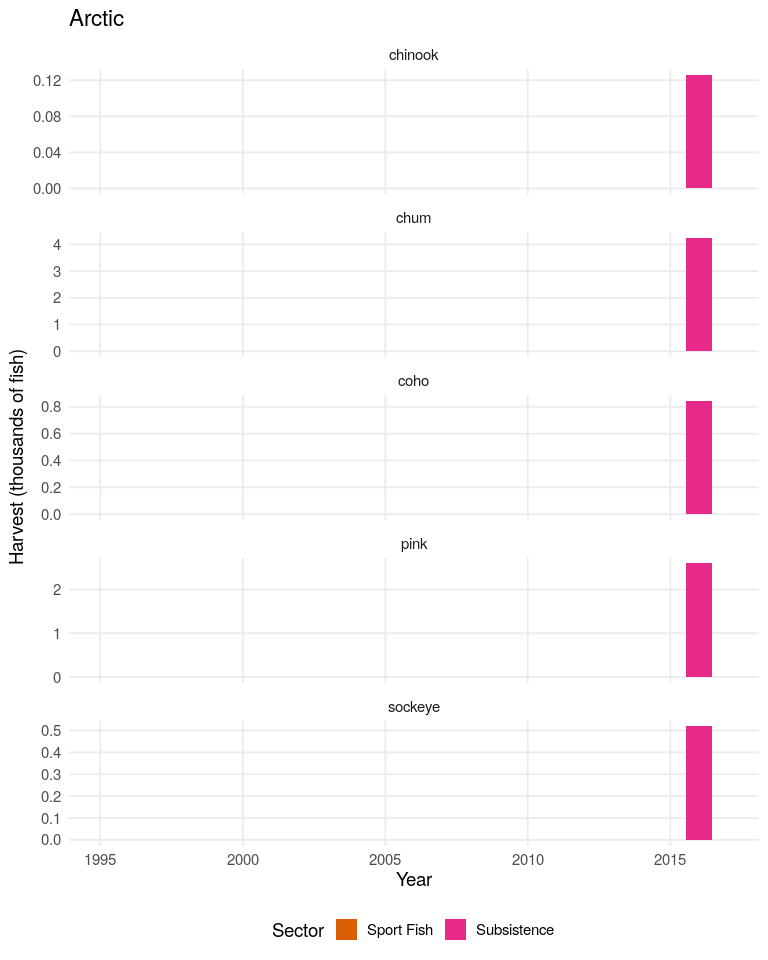 Arctic
chinook
0.12
0.08
0.04
0.00
chum
4
3
2
1
0
coho
0.8
0.6
0.4
0.2
0.0
pink
2
1
0
sockeye
0.5
0.4
0.3
0.2
0.1
0.0
Harvest (thousands of fish)
1995 2000 2005 2010 2015
Year
Sector Sport Fish Subsistence